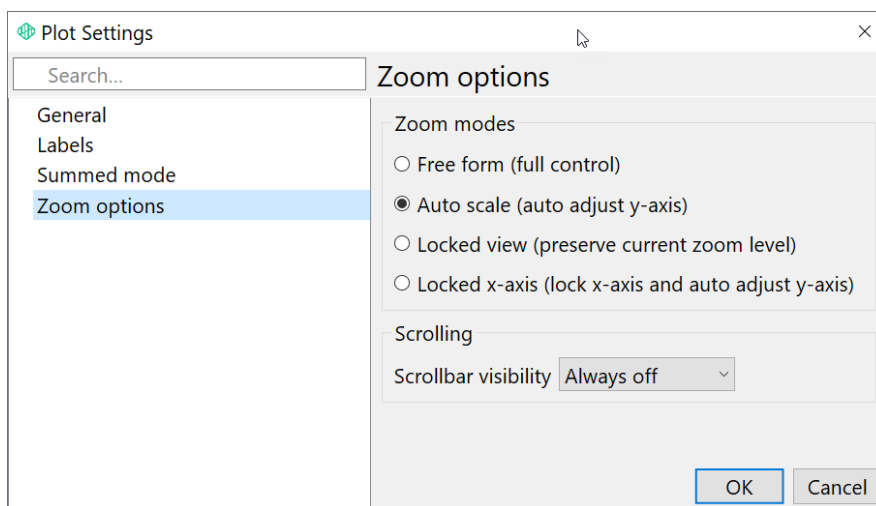 Plot Settings
Search...
General
Labels
Summed mode
Zoom options
Zoom options
Zoom modes
Free form (full control)
Auto scale (auto adjust y-axis)
Locked view (preserve current zoom level)
Locked x-axis (lock x-axis and auto adjust y-axis)
Scrolling
Scrollbar visibility Always off
OK Cancel